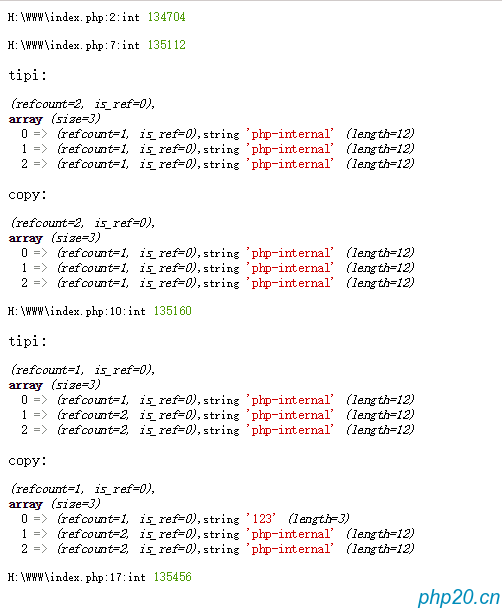 H:\WWW\index.php:2:int 134704
H:\WWW\index.php:7:int 135112
tipi:
(refcount=2, is_ref=0),
array (size=3)
0 => (refcount=1, is_ref=0),string 'php-internal' (length=12)
1 => (refcount=1, is_ref=0),string 'php-internal' (length=12)
2 => (refcount=1, is_ref=0),string 'php-internal' (length=12)
copy:
(refcount=2, is_ref=0),
array (size=3)
0 => (refcount=1, is_ref=0),string 'php-internal' (length=12)
1 => (refcount=1, is_ref=0),string 'php-internal' (length=12)
2 => (refcount=1, is_ref=0),string 'php-internal' (length=12)
H:\WWW\index.php:10:int 135160
tipi:
(refcount=1, is_ref=0),
array (size=3)
0 => (refcount=1, is_ref=0),string 'php-internal' (length=12)
1 => (refcount=2, is_ref=0),string 'php-internal' (length=12)
2 => (refcount=2, is_ref=0),string 'php-internal' (length=12)
copy:
(refcount=1, is_ref=0),
array (size=3)
0 => (refcount=1, is_ref=0),string '123' (length=3)
1 => (refcount=2, is_ref=0),string 'php-internal' (length=12)
2 => (refcount=2, is_ref=0),string 'php-internal' (length=12)
H:\WWW\index.php:17:int 135456
php20.cn